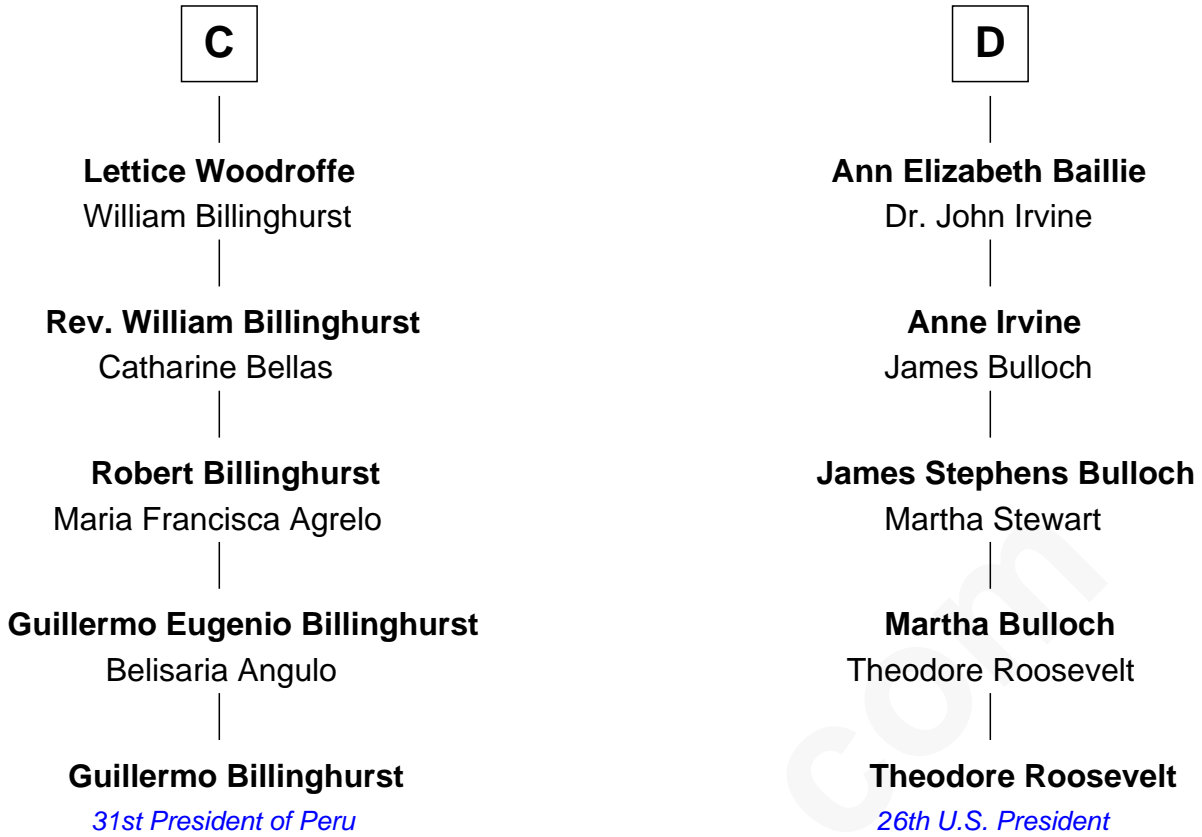 C
Lettice Woodroffe
William Billinghurst
Rev. William Billinghurst
Catharine Bellas
Robert Billinghurst
Maria Francisca Agrelo
Guillermo Eugenio Billinghurst
Belisaria Angulo
Guillermo Billinghurst
31st President of Peru
D
Ann Elizabeth Baillie
Dr. John Irvine
Anne Irvine
James Bulloch
James Stephens Bulloch
Martha Stewart
Martha Bulloch
Theodore Roosevelt
Theodore Roosevelt
26th U.S. President
com